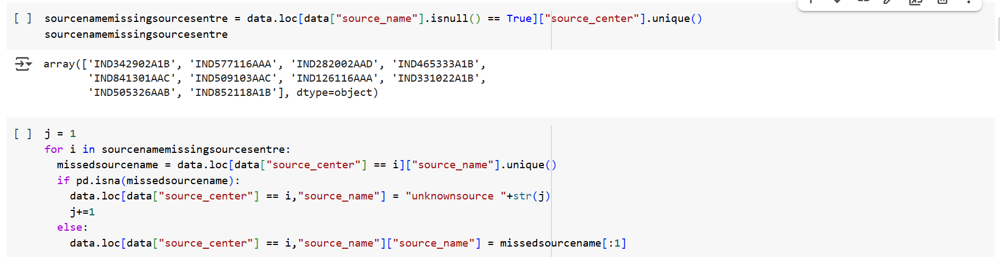 [ ] sourcenamemissingsourcesentre = data.loc[data["source_name"].isnull() == True]["source_center"].unique()
sourcenamemissingsourcesentre
array(['IND342902A1B', 'IND577116AAA', 'IND282002AAD', 'IND465333A1B',
'IND841301AAC', 'IND509103AAC', 'IND126116AAA', 'IND331022A1B',
'IND505326AAB', 'IND852118A1B'], dtype=object)
[ ] j = 1
for i in sourcenamemissingsourcesentre:
missedsourcename = data.loc[data["source_center"] == i]["source_name"].unique()
if pd.isna(missedsourcename):
data.loc[data["source_center"] == i,"source_name"] = "unknownsource "+str(j)
j+=1
else:
data.loc[data["source_center"] == i,"source_name"]["source_name"] = missedsourcename[:1]